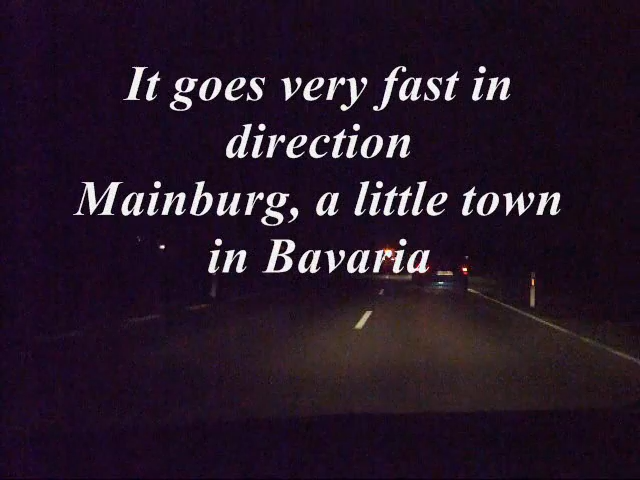 It goes very fast in
direction
Mainburg, a little town
in Bavaria